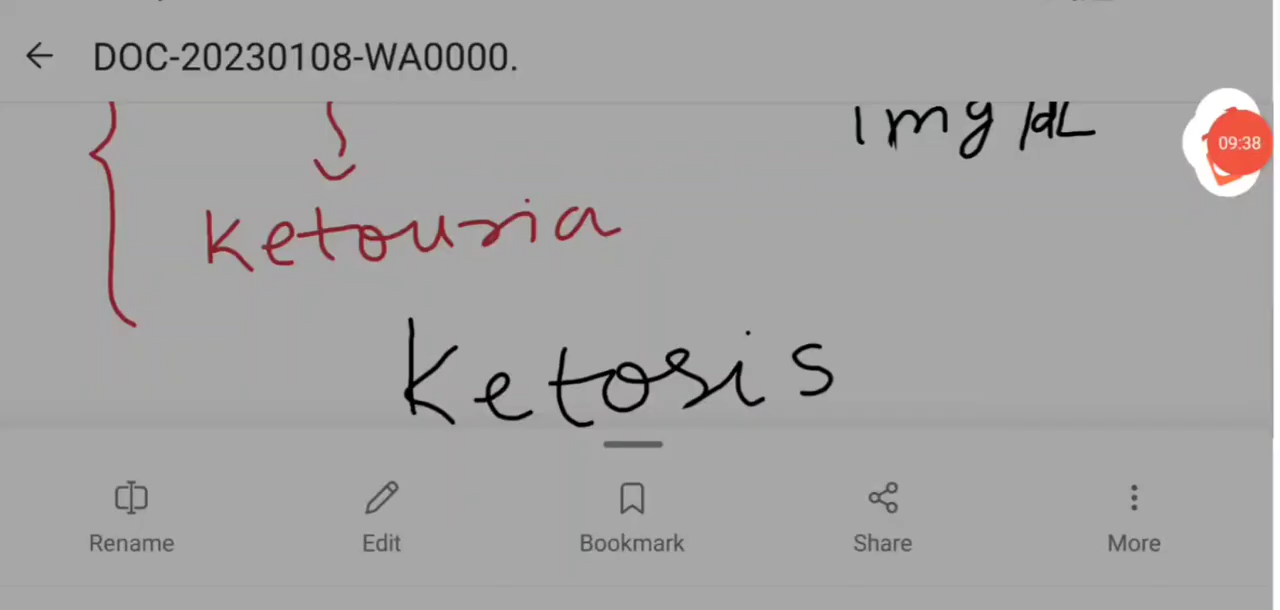 DOC-20230108-WA0000.
1mg/dL
09:38
Ketouria
Ketosis
Rename Edit Bookmark Share More